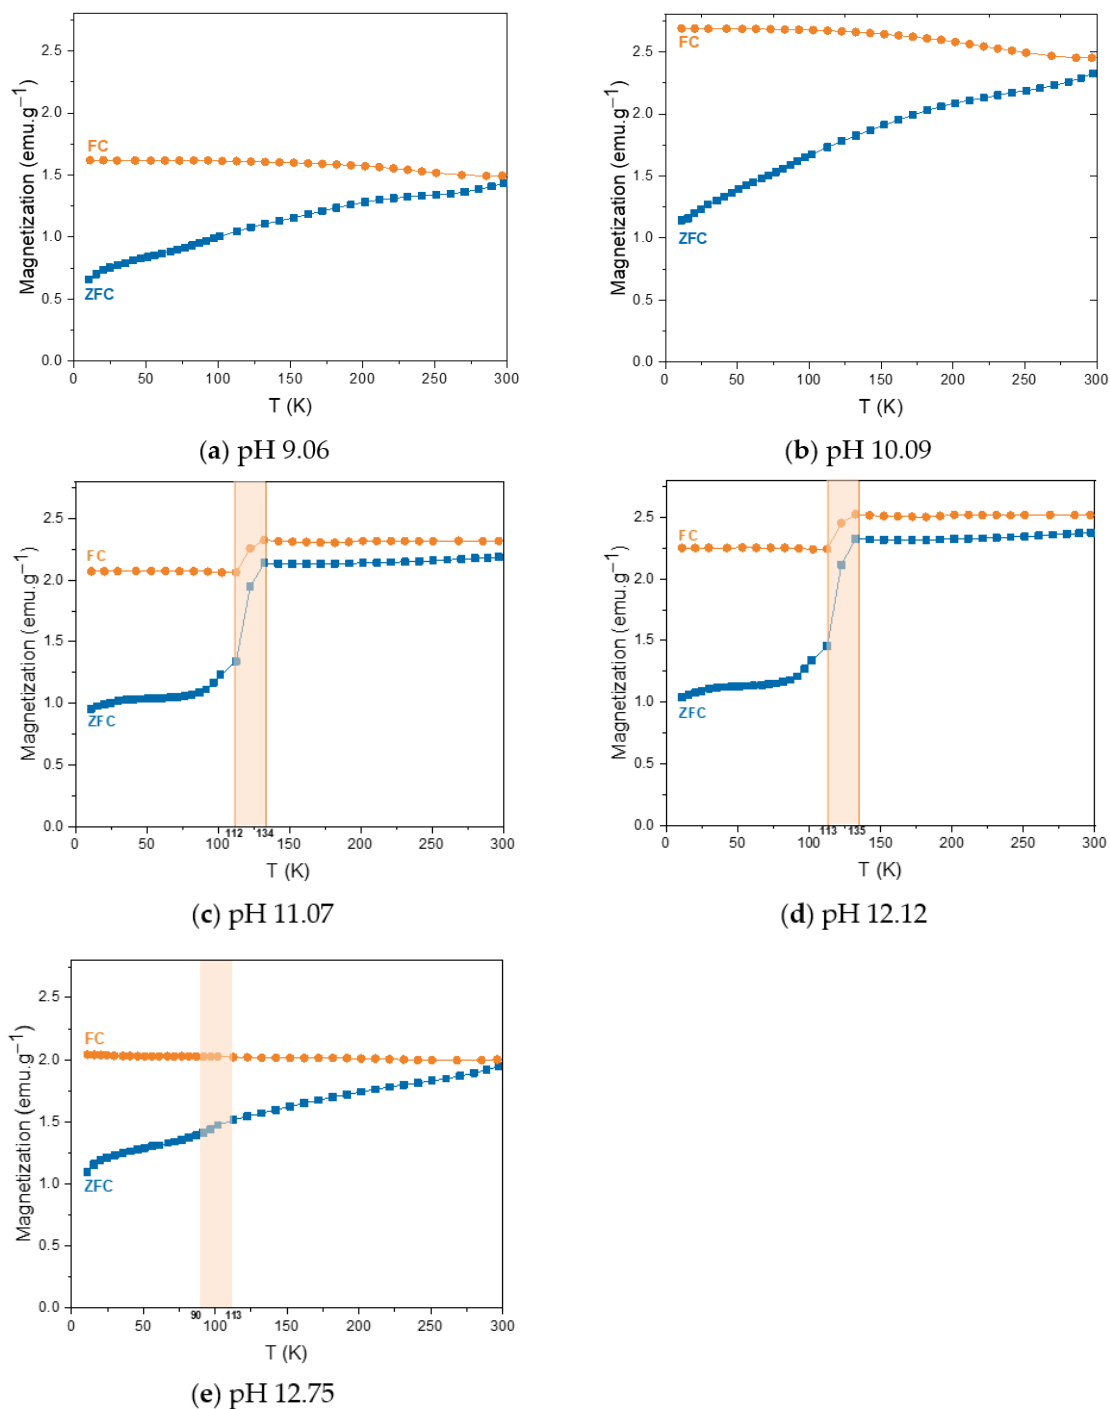 Magnetization (emu.g⁻¹)
2.5
2.0
1.5
1.0
0.5
0.0
FC
ZFC
0 50 100 150 200 250 300
T (K)
(a) pH 9.06
Magnetization (emu.g⁻¹)
2.5
2.0
1.5
1.0
0.5
0.0
FC
ZFC
0 50 100 150 200 250 300
T (K)
(b) pH 10.09
Magnetization (emu.g⁻¹)
2.5
2.0
1.5
1.0
0.5
0.0
FC
ZFC
112 134
0 50 100 150 200 250 300
T (K)
(c) pH 11.07
Magnetization (emu.g⁻¹)
2.5
2.0
1.5
1.0
0.5
0.0
FC
ZFC
113 135
0 50 100 150 200 250 300
T (K)
(d) pH 12.12
Magnetization (emu.g⁻¹)
2.5
2.0
1.5
1.0
0.5
0.0
FC
ZFC
90 113
0 50 100 150 200 250 300
T (K)
(e) pH 12.75